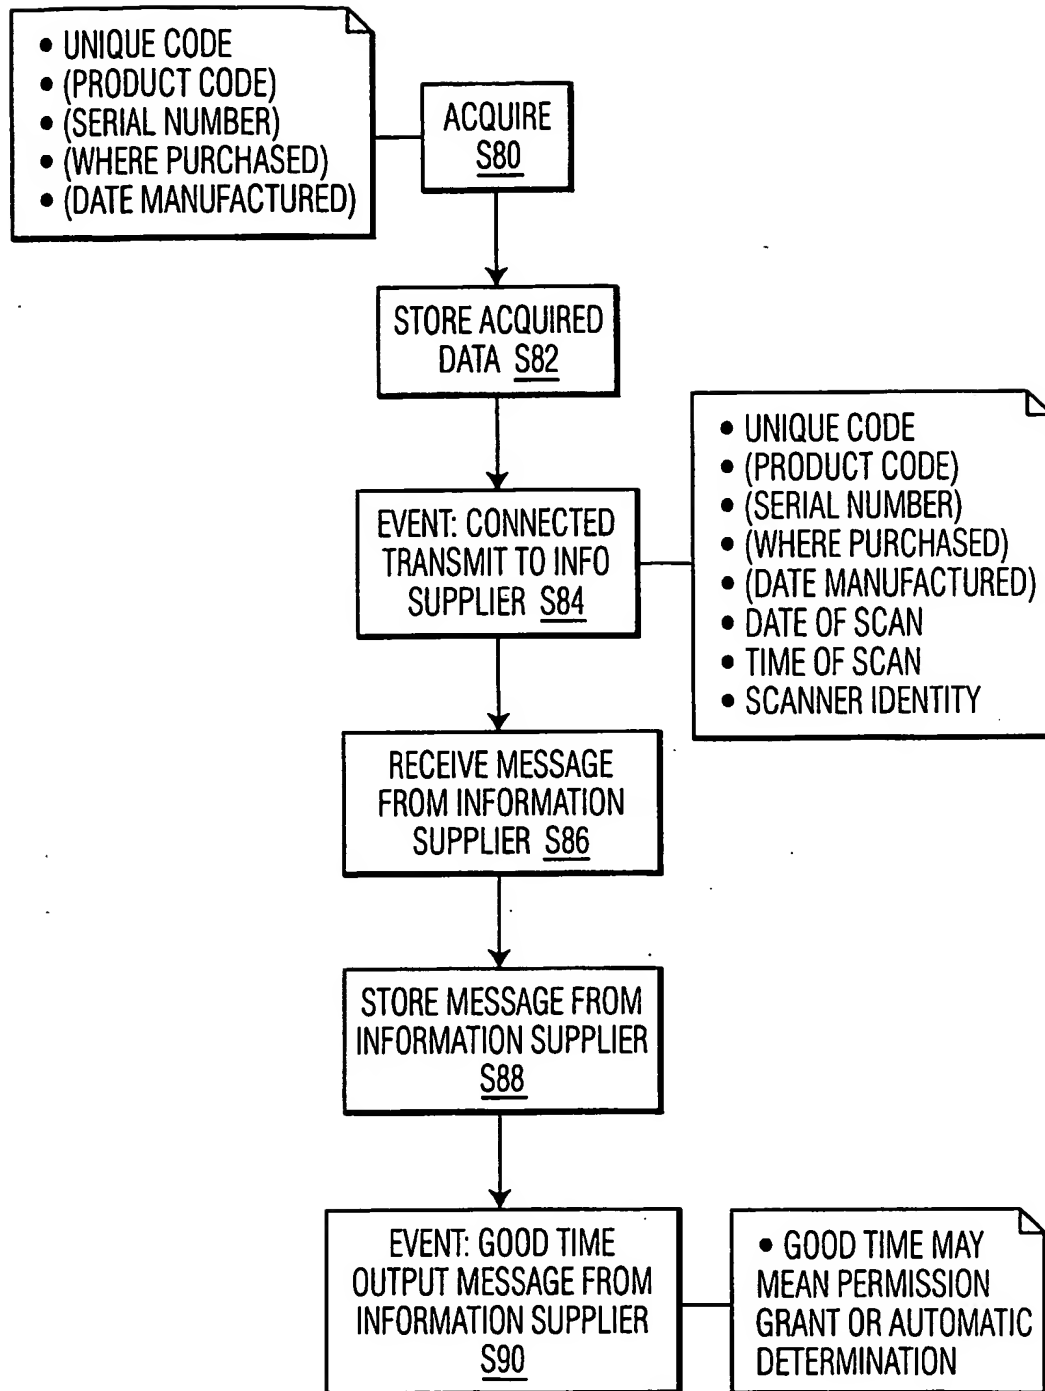 • UNIQUE CODE
• (PRODUCT CODE)
• (SERIAL NUMBER)
• (WHERE PURCHASED)
• (DATE MANUFACTURED)
ACQUIRE
S80
STORE ACQUIRED
DATA S82
EVENT: CONNECTED
TRANSMIT TO INFO
SUPPLIER S84
• UNIQUE CODE
• (PRODUCT CODE)
• (SERIAL NUMBER)
• (WHERE PURCHASED)
• (DATE MANUFACTURED)
• DATE OF SCAN
• TIME OF SCAN
• SCANNER IDENTITY
RECEIVE MESSAGE
FROM INFORMATION
SUPPLIER S86
STORE MESSAGE FROM
INFORMATION SUPPLIER
S88
EVENT: GOOD TIME
OUTPUT MESSAGE FROM
INFORMATION SUPPLIER
S90
• GOOD TIME MAY
MEAN PERMISSION
GRANT OR AUTOMATIC
DETERMINATION